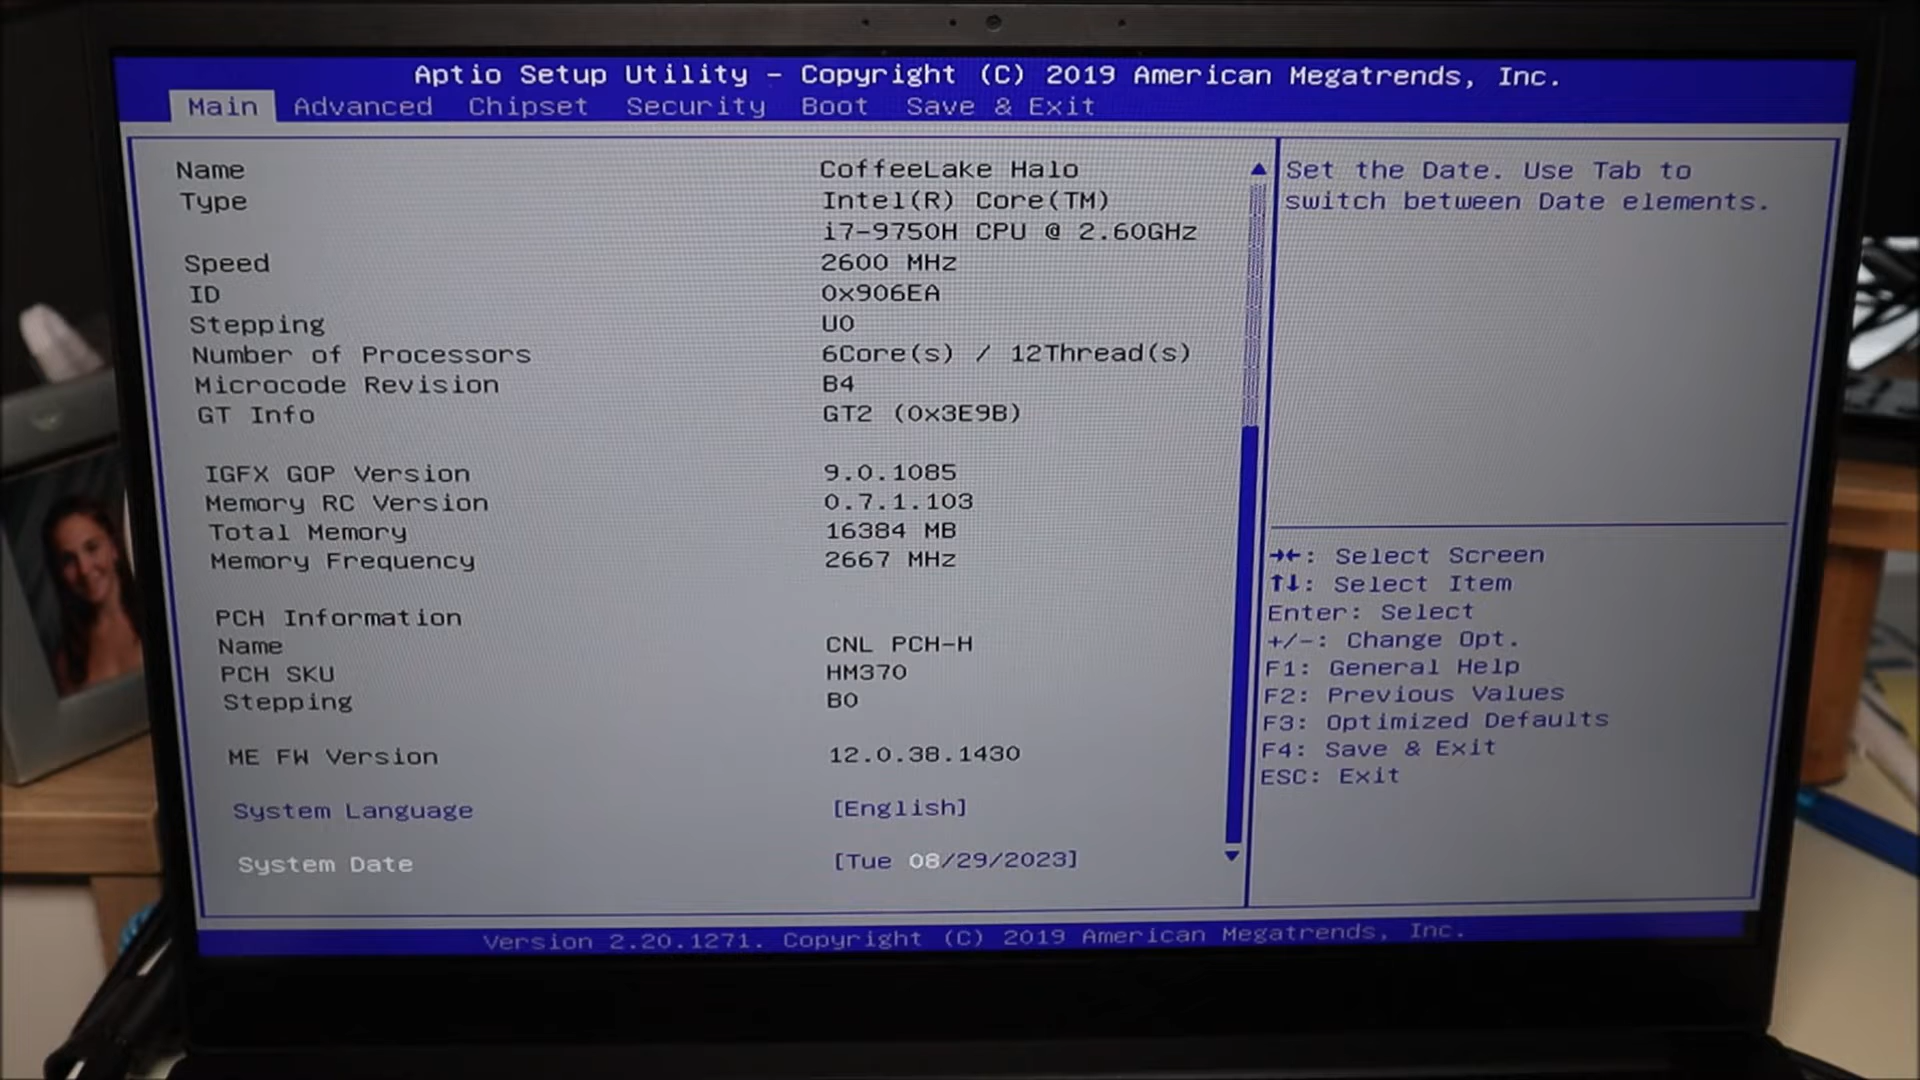 Aptio Setup Utility - Copyright (C) 2019 American Megatrends, Inc.
Main Advanced Chipset Security Boot Save & Exit
Name CoffeeLake Halo
Type Intel(R) Core(TM)
i7-9750H CPU @ 2.60GHz
Speed 2600 MHz
ID 0x906EA
Stepping U0
Number of Processors 6Core(s) / 12Thread(s)
Microcode Revision B4
GT Info GT2 (0x3E9B)
IGFX GOP Version 9.0.1085
Memory RC Version 0.7.1.103
Total Memory 16384 MB
Memory Frequency 2667 MHz
PCH Information
Name CNL PCH-H
PCH SKU HM370
Stepping B0
ME FW Version 12.0.38.1430
System Language [English]
System Date [Tue 08/29/2023]
Set the Date. Use Tab to
switch between Date elements.
→←: Select Screen
↑↓: Select Item
Enter: Select
+/-: Change Opt.
F1: General Help
F2: Previous Values
F3: Optimized Defaults
F4: Save & Exit
ESC: Exit
Version 2.20.1271. Copyright (C) 2019 American Megatrends, Inc.